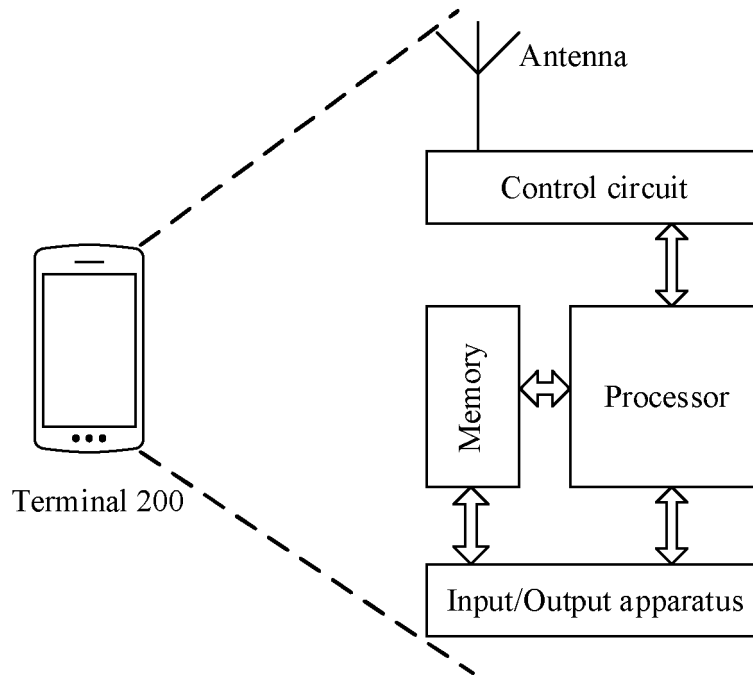 Antenna
Control circuit
Memory
Processor
Terminal 200
Input/Output apparatus